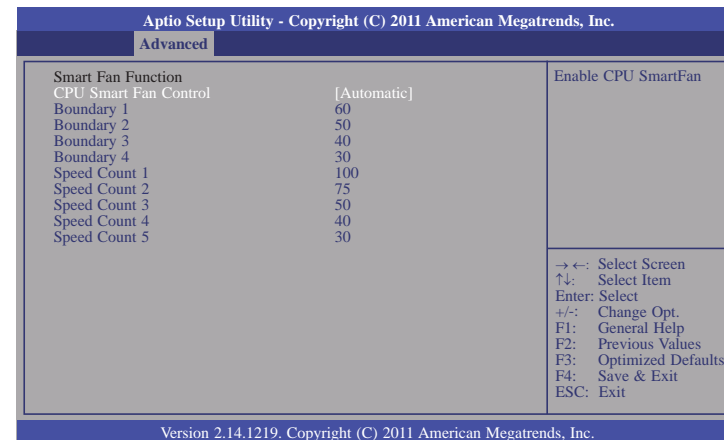 Aptio Setup Utility - Copyright (C) 2011 American Megatrends, Inc.
Advanced
Smart Fan Function
CPU Smart Fan Control [Automatic]
Boundary 1 60
Boundary 2 50
Boundary 3 40
Boundary 4 30
Speed Count 1 100
Speed Count 2 75
Speed Count 3 50
Speed Count 4 40
Speed Count 5 30
Enable CPU SmartFan
→←: Select Screen
↑↓: Select Item
Enter: Select
+/-: Change Opt.
F1: General Help
F2: Previous Values
F3: Optimized Defaults
F4: Save & Exit
ESC: Exit
Version 2.14.1219. Copyright (C) 2011 American Megatrends, Inc.